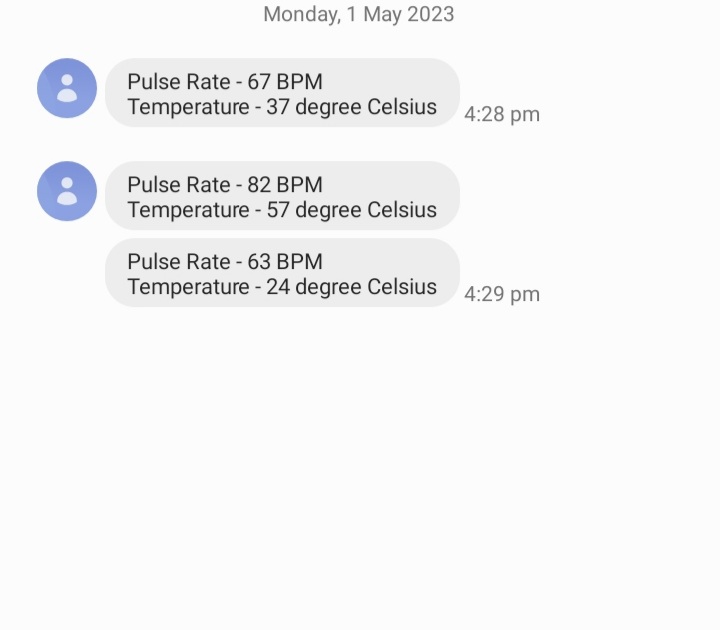 Monday, 1 May 2023
Pulse Rate - 67 BPM
Temperature - 37 degree Celsius
4:28 pm
Pulse Rate - 82 BPM
Temperature - 57 degree Celsius
Pulse Rate - 63 BPM
Temperature - 24 degree Celsius
4:29 pm